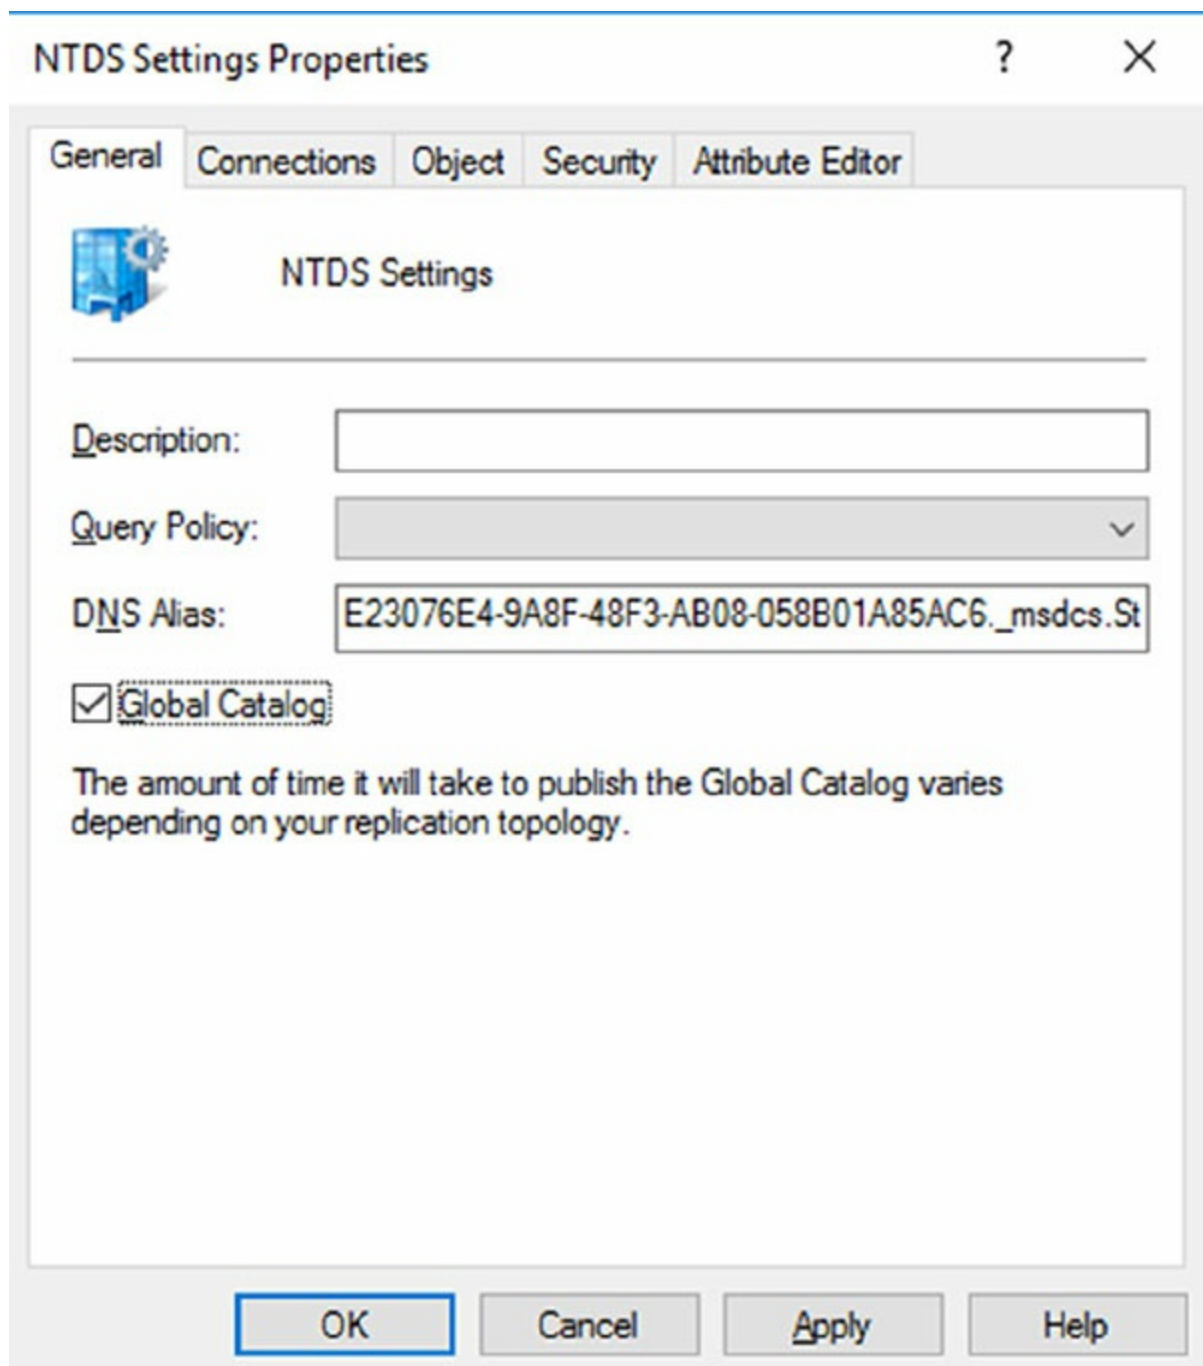 NTDS Settings Properties
?
General Connections Object Security Attribute Editor
NTDS Settings
Description:
Query Policy:
DNS Alias: E23076E4-9A8F-48F3-AB08-058B01A85AC6._msdcs.St
Global Catalog
The amount of time it will take to publish the Global Catalog varies
depending on your replication topology.
OK Cancel Apply Help